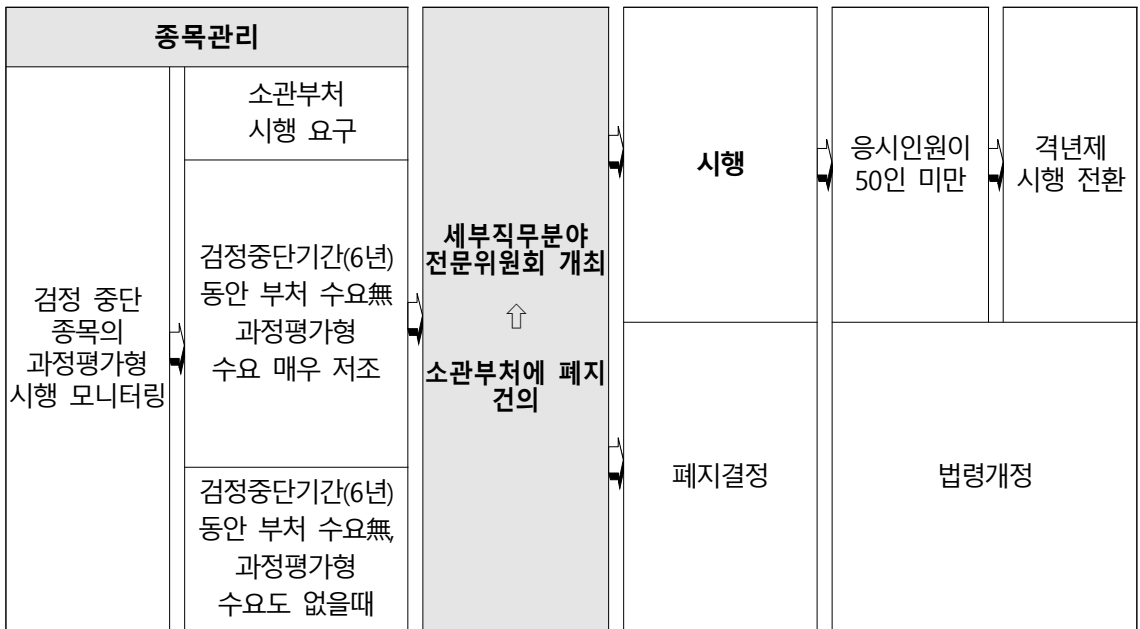 종목관리
검정 중단
종목의
과정평가형
시행 모니터링
소관부처
시행 요구
검정중단기간(6년)
동안 부처 수요無
과정평가형
수요 매우 저조
검정중단기간(6년)
동안 부처 수요無,
과정평가형
수요도 없을때
세부직무분야
전문위원회 개최
⇧
소관부처에 폐지
건의
시행
응시인원이
50인 미만
격년제
시행 전환
폐지결정
법령개정